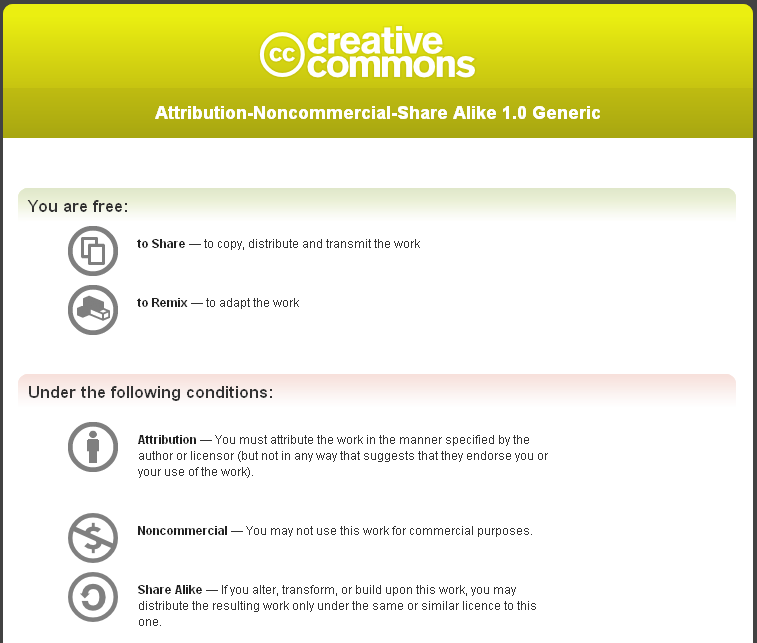 cc creative
commons
Attribution-Noncommercial-Share Alike 1.0 Generic
You are free:
to Share — to copy, distribute and transmit the work
to Remix — to adapt the work
Under the following conditions:
Attribution — You must attribute the work in the manner specified by the
author or licensor (but not in any way that suggests that they endorse you or
your use of the work).
$
Noncommercial — You may not use this work for commercial purposes.
Share Alike — If you alter, transform, or build upon this work, you may
distribute the resulting work only under the same or similar licence to this
one.